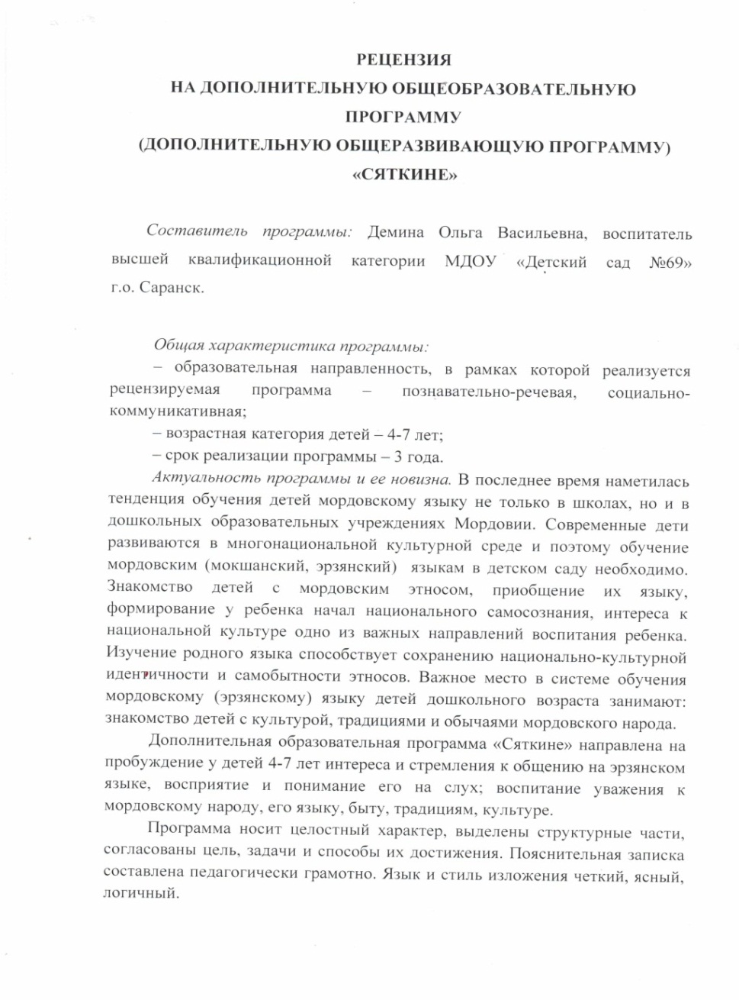 РЕЦЕНЗИЯ
НА ДОПОЛНИТЕЛЬНУЮ ОБЩЕОБРАЗОВАТЕЛЬНУЮ
ПРОГРАММУ
(ДОПОЛНИТЕЛЬНУЮ ОБЩЕРАЗВИВАЮЩУЮ ПРОГРАММУ)
«СЯТКИНЕ»
Составитель программы: Демина Ольга Васильевна, воспитатель
высшей квалификационной категории МДОУ «Детский сад №69»
г.о. Саранск.
Общая характеристика программы:
– образовательная направленность, в рамках которой реализуется
рецензируемая программа – познавательно-речевая, социально-
коммуникативная;
– возрастная категория детей – 4-7 лет;
– срок реализации программы – 3 года.
Актуальность программы и ее новизна. В последнее время наметилась
тенденция обучения детей мордовскому языку не только в школах, но и в
дошкольных образовательных учреждениях Мордовии. Современные дети
развиваются в многонациональной культурной среде и поэтому обучение
мордовским (мокшанский, эрзянский) языкам в детском саду необходимо.
Знакомство детей с мордовским этносом, приобщение их языку,
формирование у ребенка начал национального самосознания, интереса к
национальной культуре одно из важных направлений воспитания ребенка.
Изучение родного языка способствует сохранению национально-культурной
идентичности и самобытности этносов. Важное место в системе обучения
мордовскому (эрзянскому) языку детей дошкольного возраста занимают:
знакомство детей с культурой, традициями и обычаями мордовского народа.
Дополнительная образовательная программа «Сяткине» направлена на
пробуждение у детей 4-7 лет интереса и стремления к общению на эрзянском
языке, восприятие и понимание его на слух; воспитание уважения к
мордовскому народу, его языку, быту, традициям, культуре.
Программа носит целостный характер, выделены структурные части,
согласованы цель, задачи и способы их достижения. Пояснительная записка
составлена педагогически грамотно. Язык и стиль изложения четкий, ясный,
логичный.